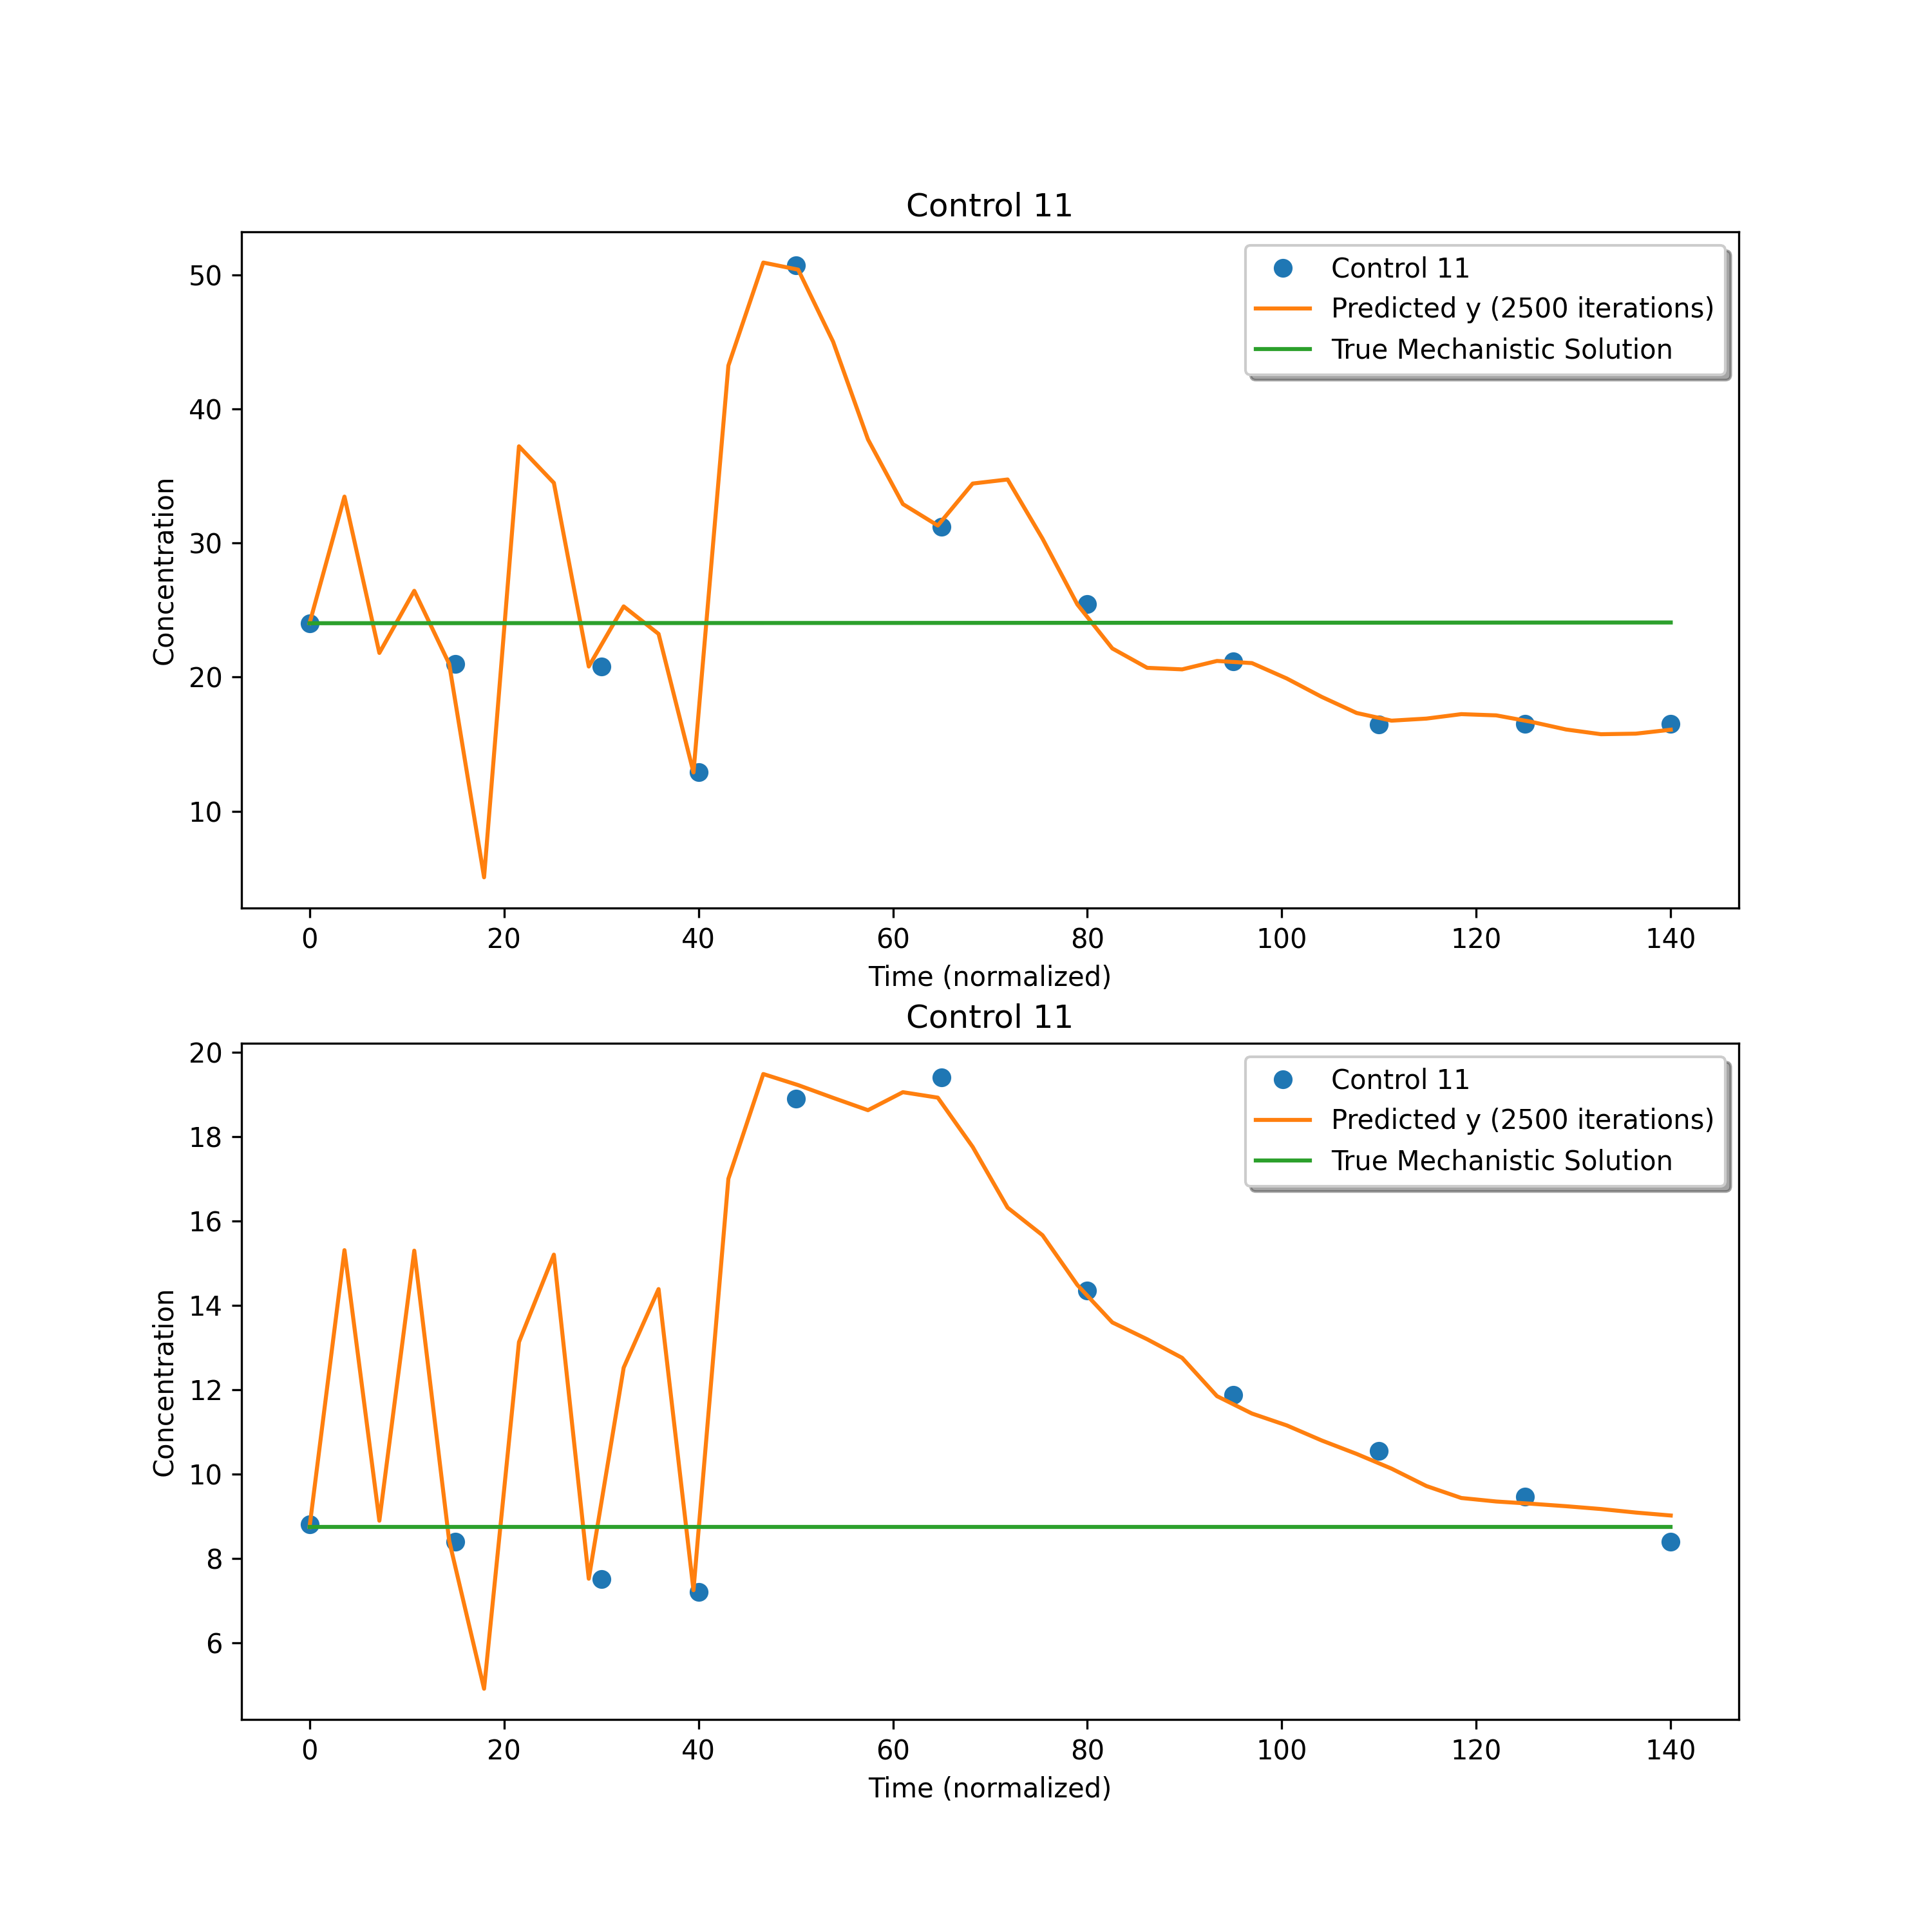 Control 11
Concentration
50
40
30
20
10
Control 11
Predicted y (2500 iterations)
True Mechanistic Solution
0 20 40 60 80 100 120 140
Time (normalized)
Control 11
Concentration
20
18
16
14
12
10
8
6
Control 11
Predicted y (2500 iterations)
True Mechanistic Solution
0 20 40 60 80 100 120 140
Time (normalized)